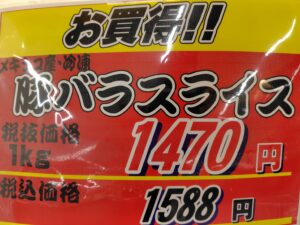 お買得!!
メキシコ産・冷凍
豚バラスライス
税抜価格
1kg 1470円
税込価格 1588円